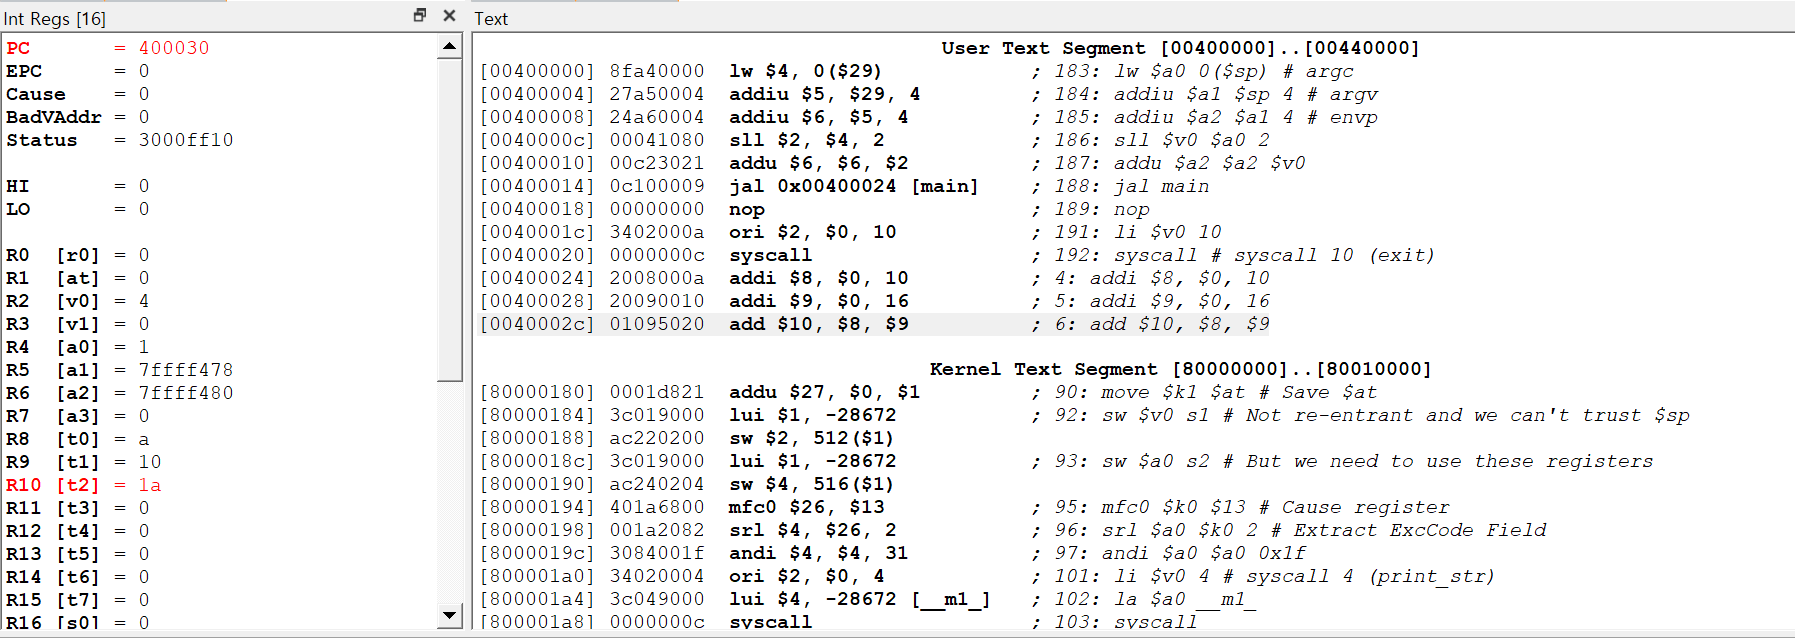 Int Regs [16]
PC = 400030
EPC = 0
Cause = 0
BadVAddr = 0
Status = 3000ff10
HI = 0
LO = 0
R0 [r0] = 0
R1 [at] = 0
R2 [v0] = 4
R3 [v1] = 0
R4 [a0] = 1
R5 [a1] = 7ffff478
R6 [a2] = 7ffff480
R7 [a3] = 0
R8 [t0] = a
R9 [t1] = 10
R10 [t2] = 1a
R11 [t3] = 0
R12 [t4] = 0
R13 [t5] = 0
R14 [t6] = 0
R15 [t7] = 0
R16 [s0] = 0
Text
User Text Segment [00400000]..[00440000]
[00400000] 8fa40000 lw $4, 0($29) ; 183: lw $a0 0($sp) # argc
[00400004] 27a50004 addiu $5, $29, 4 ; 184: addiu $a1 $sp 4 # argv
[00400008] 24a60004 addiu $6, $5, 4 ; 185: addiu $a2 $a1 4 # envp
[0040000c] 00041080 sll $2, $4, 2 ; 186: sll $v0 $a0 2
[00400010] 00c23021 addu $6, $6, $2 ; 187: addu $a2 $a2 $v0
[00400014] 0c100009 jal 0x00400024 [main] ; 188: jal main
[00400018] 00000000 nop ; 189: nop
[0040001c] 3402000a ori $2, $0, 10 ; 191: li $v0 10
[00400020] 0000000c syscall ; 192: syscall # syscall 10 (exit)
[00400024] 2008000a addi $8, $0, 10 ; 4: addi $8, $0, 10
[00400028] 20090010 addi $9, $0, 16 ; 5: addi $9, $0, 16
[0040002c] 01095020 add $10, $8, $9 ; 6: add $10, $8, $9
Kernel Text Segment [80000000]..[80010000]
[80000180] 0001d821 addu $27, $0, $1 ; 90: move $k1 $at # Save $at
[80000184] 3c019000 lui $1, -28672 ; 92: sw $v0 s1 # Not re-entrant and we can't trust $sp
[80000188] ac220200 sw $2, 512($1)
[8000018c] 3c019000 lui $1, -28672 ; 93: sw $a0 s2 # But we need to use these registers
[80000190] ac240204 sw $4, 516($1)
[80000194] 401a6800 mfc0 $26, $13 ; 95: mfc0 $k0 $13 # Cause register
[80000198] 001a2082 srl $4, $26, 2 ; 96: srl $a0 $k0 2 # Extract ExcCode Field
[8000019c] 3084001f andi $4, $4, 31 ; 97: andi $a0 $a0 0x1f
[800001a0] 34020004 ori $2, $0, 4 ; 101: li $v0 4 # syscall 4 (print_str)
[800001a4] 3c049000 lui $4, -28672 [__m1_] ; 102: la $a0 __m1_
[800001a8] 0000000c syscall ; 103: syscall